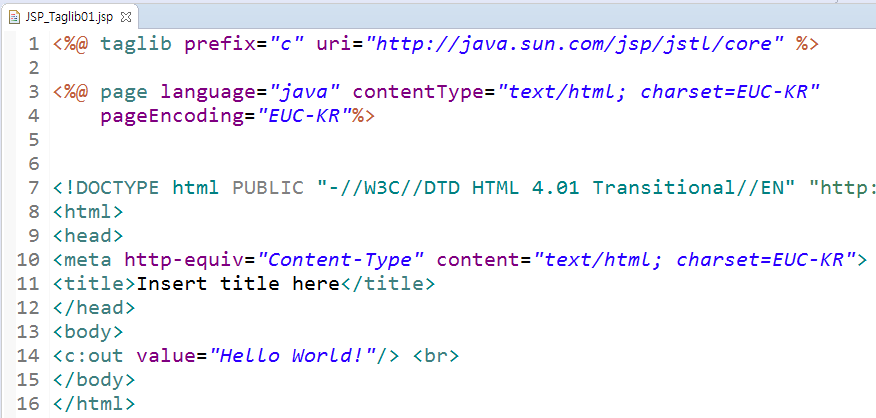 JSP_Taglib01.jsp
1 <%@ taglib prefix="c" uri="http://java.sun.com/jsp/jstl/core" %>
2
3 <%@ page language="java" contentType="text/html; charset=EUC-KR"
4     pageEncoding="EUC-KR"%>
5
6
7 <!DOCTYPE html PUBLIC "-//W3C//DTD HTML 4.01 Transitional//EN" "http:
8 <html>
9 <head>
10 <meta http-equiv="Content-Type" content="text/html; charset=EUC-KR">
11 <title>Insert title here</title>
12 </head>
13 <body>
14 <c:out value="Hello World!"/> <br>
15 </body>
16 </html>